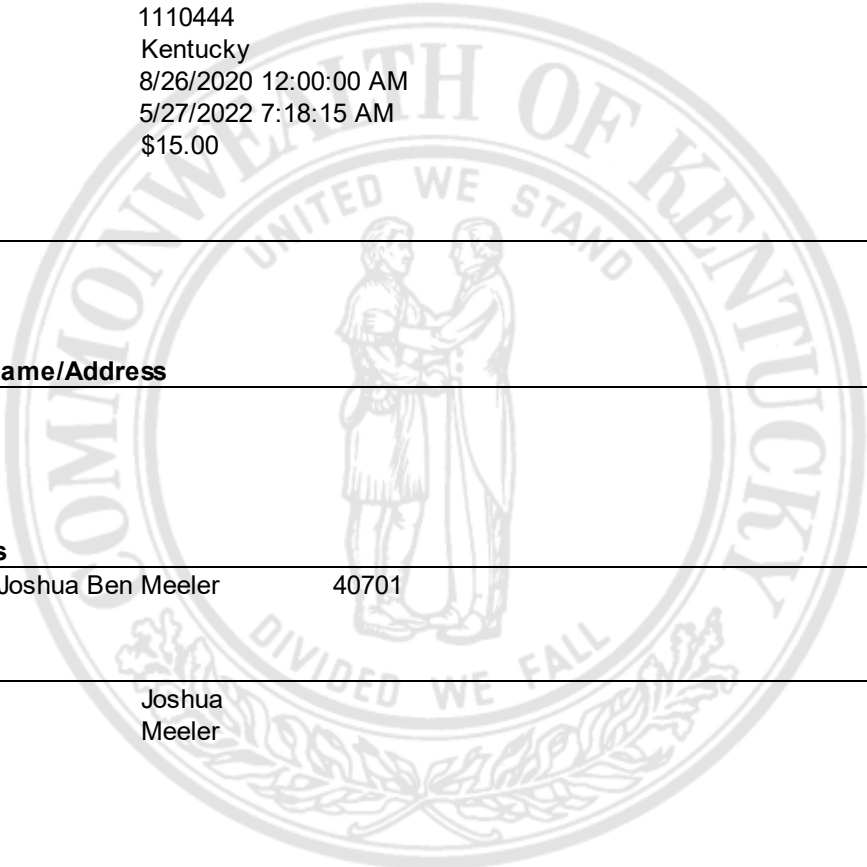 1110444
Kentucky
8/26/2020 12:00:00 AM
5/27/2022 7:18:15 AM
$15.00
COMMONWEALTH OF KENTUCKY
UNITED WE STAND
ame/Address
s
Joshua Ben Meeler 40701
DIVIDED WE FALL
Joshua
Meeler